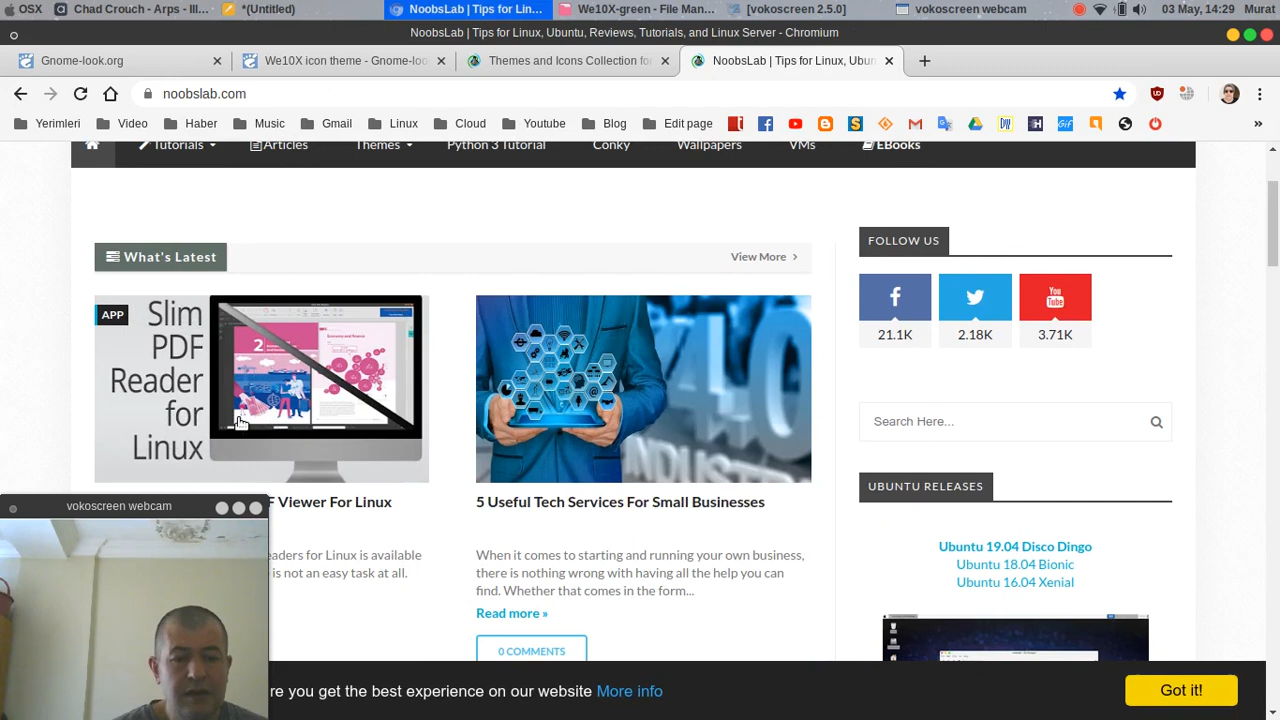 OSX
Chad Crouch - Arps - Ill...
*(Untitled)
NoobsLab | Tips for Lin...
We10X-green - File Man...
[vokoscreen 2.5.0]
vokoscreen webcam
03 May, 14:29
Murat
NoobsLab | Tips for Linux, Ubuntu, Reviews, Tutorials, and Linux Server - Chromium
Gnome-look.org
We10X icon theme - Gnome-loo
Themes and Icons Collection for
NoobsLab | Tips for Linux, Ubun
noobslab.com
Yerimleri
Video
Haber
Music
Gmail
Linux
Cloud
Youtube
Blog
Edit page
Tutorials
Articles
Themes
Python 3 Tutorial
Conky
Wallpapers
VMs
EBooks
What's Latest
View More
APP
Slim
PDF
Reader
for
Linux
2
4.0
INDUSTRI
F Viewer For Linux
eaders for Linux is available
is not an easy task at all.
5 Useful Tech Services For Small Businesses
When it comes to starting and running your own business,
there is nothing wrong with having all the help you can
find. Whether that comes in the form...
Read more »
0 COMMENTS
FOLLOW US
You
Tube
21.1K
2.18K
3.71K
Search Here...
UBUNTU RELEASES
Ubuntu 19.04 Disco Dingo
Ubuntu 18.04 Bionic
Ubuntu 16.04 Xenial
vokoscreen webcam
re you get the best experience on our website More info
Got it!